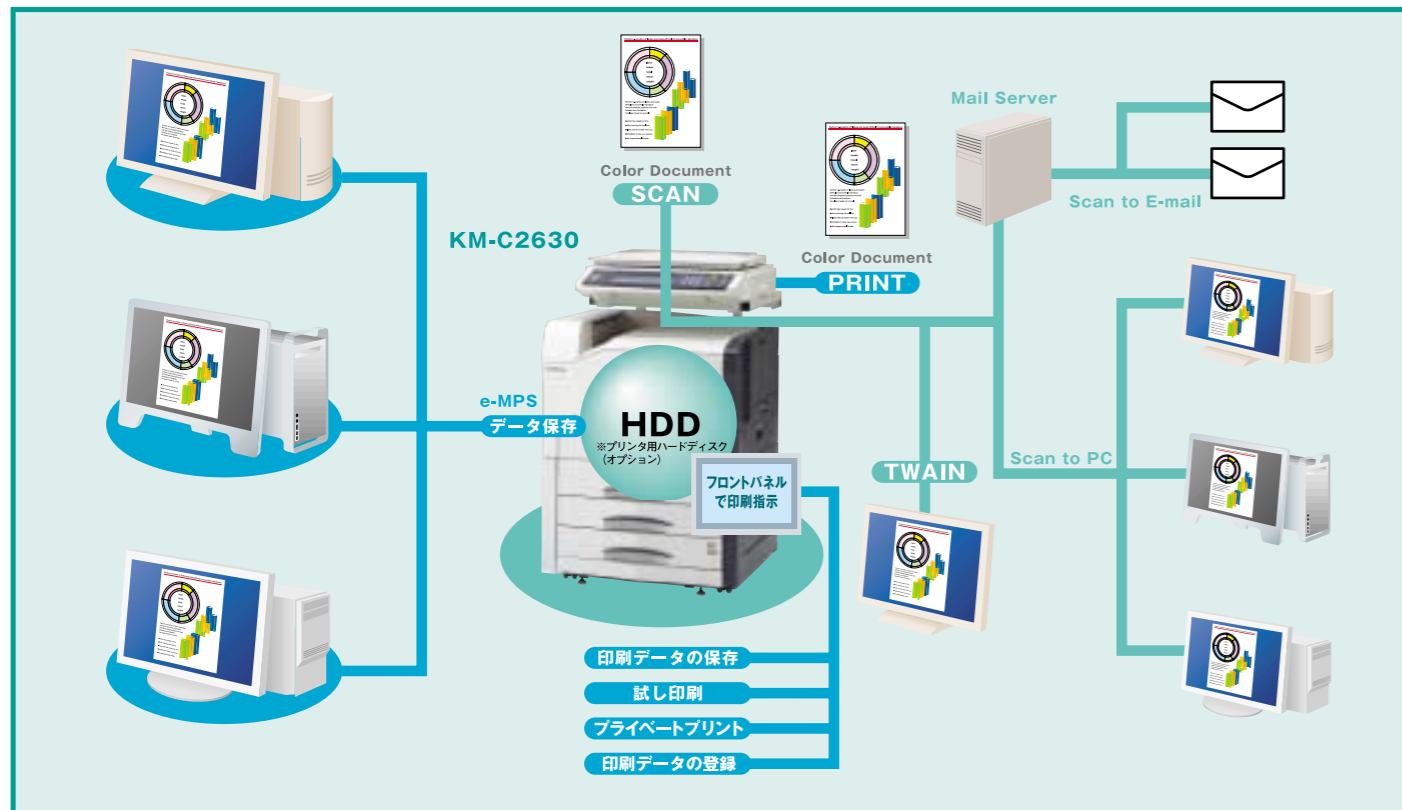 Color Document
SCAN
KM-C2630
Color Document
PRINT
Mail Server
Scan to E-mail
e-MPS
データ保存
HDD
※プリンタ用ハードディスク
（オプション）
フロントパネル
で印刷指示
TWAIN
Scan to PC
印刷データの保存
試し印刷
プライベートプリント
印刷データの登録